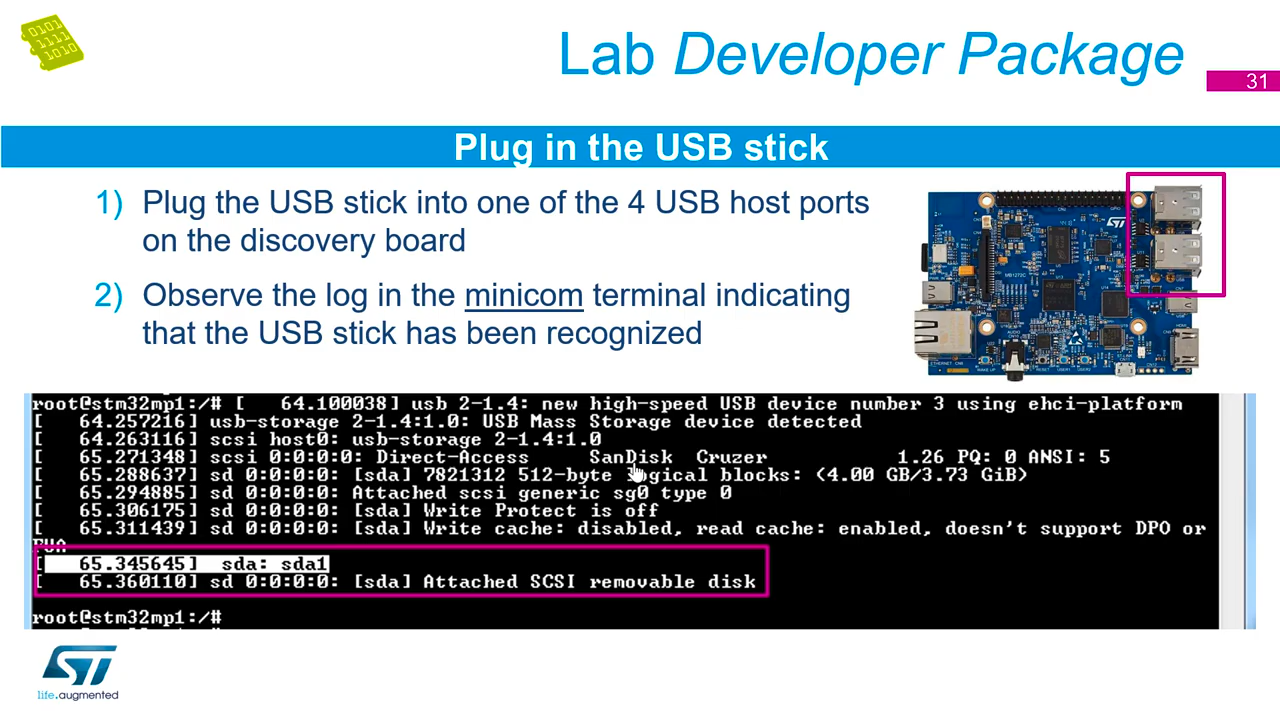 0101
1111
1010
Lab Developer Package
31
Plug in the USB stick
1) Plug the USB stick into one of the 4 USB host ports
on the discovery board
2) Observe the log in the minicom terminal indicating
that the USB stick has been recognized
root@stm32mp1:/# [   64.100038] usb 2-1.4: new high-speed USB device number 3 using ehci-platform
[   64.257216] usb-storage 2-1.4:1.0: USB Mass Storage device detected
[   64.263116] scsi host0: usb-storage 2-1.4:1.0
[   65.271348] scsi 0:0:0:0: Direct-Access     SanDisk  Cruzer           1.26 PQ: 0 ANSI: 5
[   65.288637] sd 0:0:0:0: [sda] 7821312 512-byte logical blocks: (4.00 GB/3.73 GiB)
[   65.294885] sd 0:0:0:0: Attached scsi generic sg0 type 0
[   65.306175] sd 0:0:0:0: [sda] Write Protect is off
[   65.311439] sd 0:0:0:0: [sda] Write cache: disabled, read cache: enabled, doesn't support DPO or
FUA
[   65.345645]  sda: sda1
[   65.360110] sd 0:0:0:0: [sda] Attached SCSI removable disk
root@stm32mp1:/#
ST
life.augmented